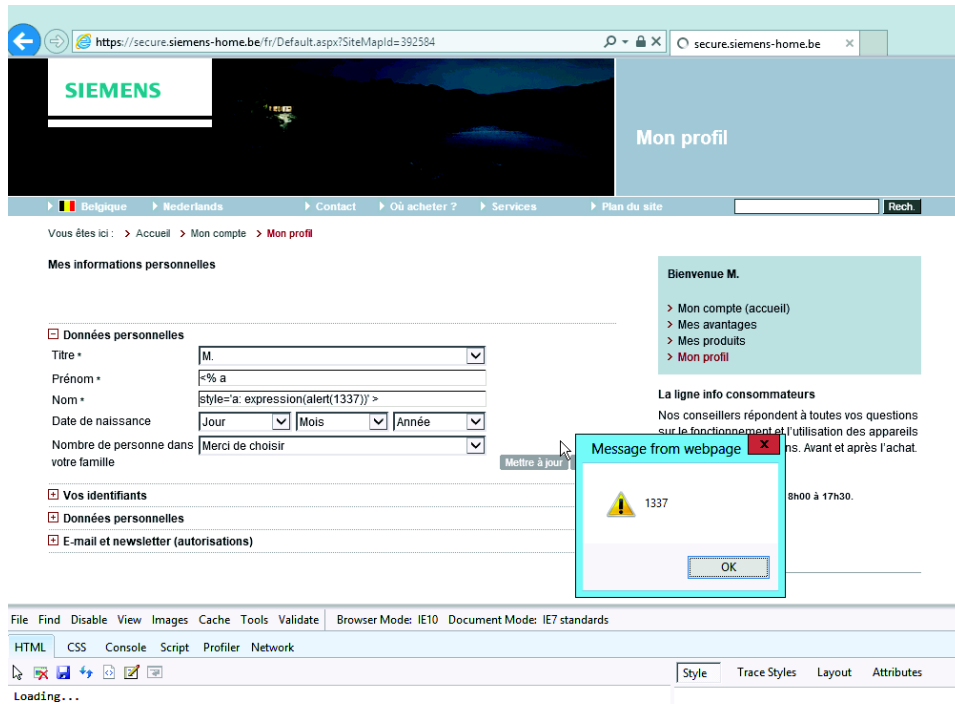 https://secure.siemens-home.be/fr/Default.aspx?SiteMapId=392584
secure.siemens-home.be
SIEMENS
Mon profil
Belgique Nederlands Contact Où acheter ? Services Plan du site Rech.
Vous êtes ici : Accueil Mon compte Mon profil
Mes informations personnelles
Bienvenue M.
Mon compte (accueil)
Mes avantages
Mes produits
Mon profil
Données personnelles
Titre *
M.
Prénom *
<% a
Nom *
style='a: expression(alert(1337))' >
Date de naissance
Jour Mois Année
Nombre de personne dans
votre famille
Merci de choisir
Mettre à jour
La ligne info consommateurs
Nos conseillers répondent à toutes vos questions
sur le fonctionnement et l'utilisation des appareils
ns. Avant et après l'achat.
8h00 à 17h30.
Vos identifiants
Données personnelles
E-mail et newsletter (autorisations)
Message from webpage
x
1337
OK
File Find Disable View Images Cache Tools Validate Browser Mode: IE10 Document Mode: IE7 standards
HTML CSS Console Script Profiler Network
Style Trace Styles Layout Attributes
Loading...